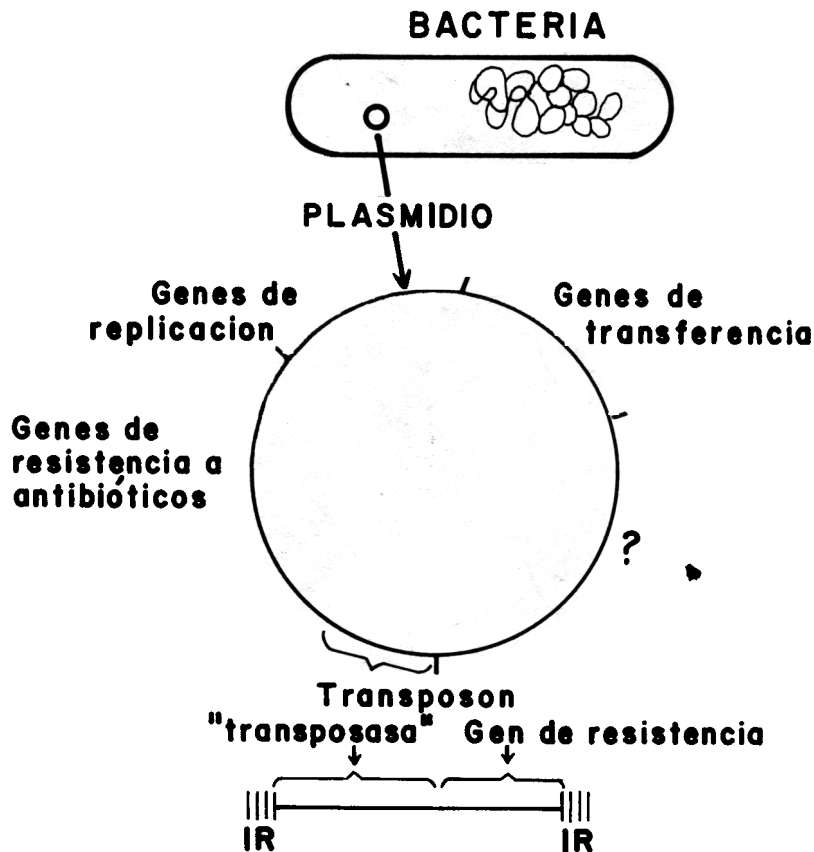 BACTERIA
PLASMIDIO
Genes de
replicacion
Genes de
transferencia
Genes de
resistencia a
antibióticos
?
Transposon
"transposasa"
Gen de resistencia
IR
IR